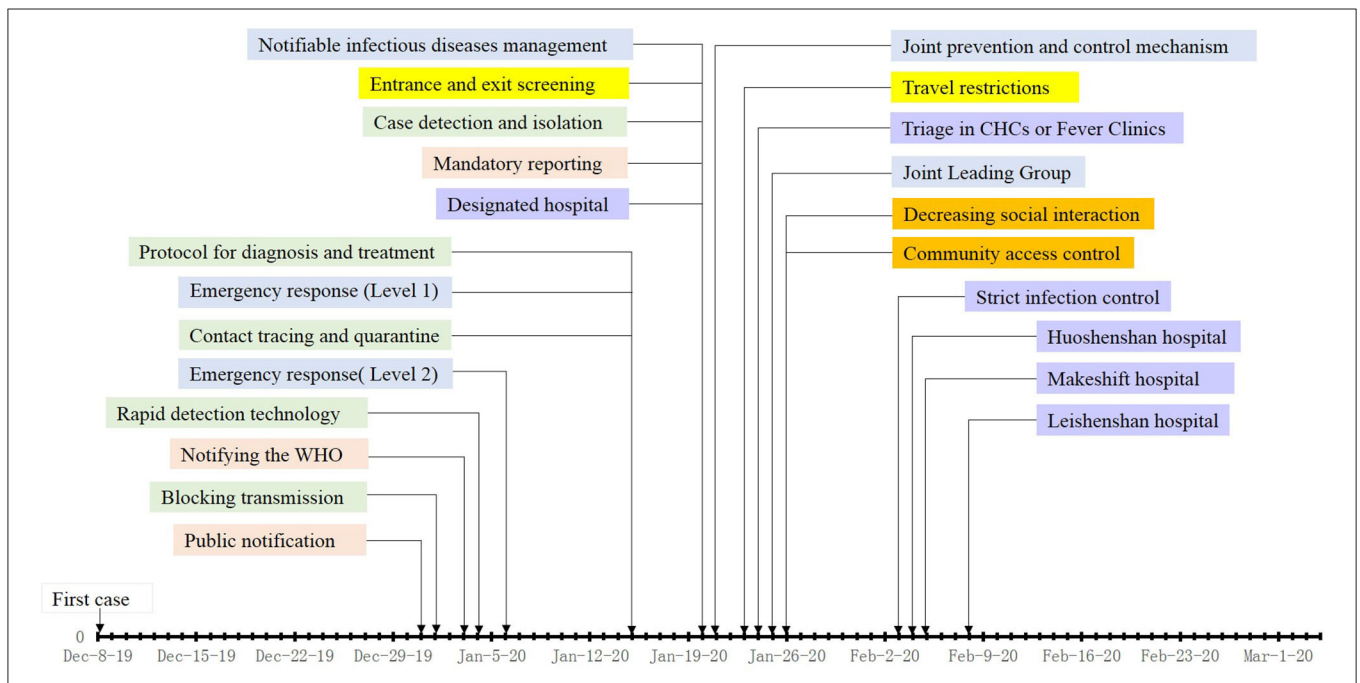 Notifiable infectious diseases management
Entrance and exit screening
Case detection and isolation
Mandatory reporting
Designated hospital
Protocol for diagnosis and treatment
Emergency response (Level 1)
Contact tracing and quarantine
Emergency response( Level 2)
Rapid detection technology
Notifying the WHO
Blocking transmission
Public notification
First case
Joint prevention and control mechanism
Travel restrictions
Triage in CHCs or Fever Clinics
Joint Leading Group
Decreasing social interaction
Community access control
Strict infection control
Huoshenshan hospital
Makeshift hospital
Leishenshan hospital
0
Dec-8-19 Dec-15-19 Dec-22-19 Dec-29-19 Jan-5-20 Jan-12-20 Jan-19-20 Jan-26-20 Feb-2-20 Feb-9-20 Feb-16-20 Feb-23-20 Mar-1-20